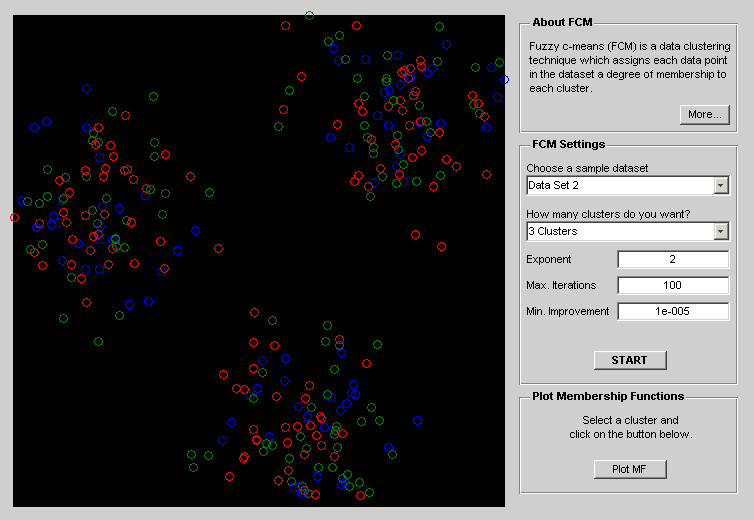 About FCM
Fuzzy c-means (FCM) is a data clustering
technique which assigns each data point
in the dataset a degree of membership to
each cluster.
More...
FCM Settings
Choose a sample dataset
Data Set 2
How many clusters do you want?
3 Clusters
Exponent 2
Max. Iterations 100
Min. Improvement 1e-005
START
Plot Membership Functions
Select a cluster and
click on the button below.
Plot MF